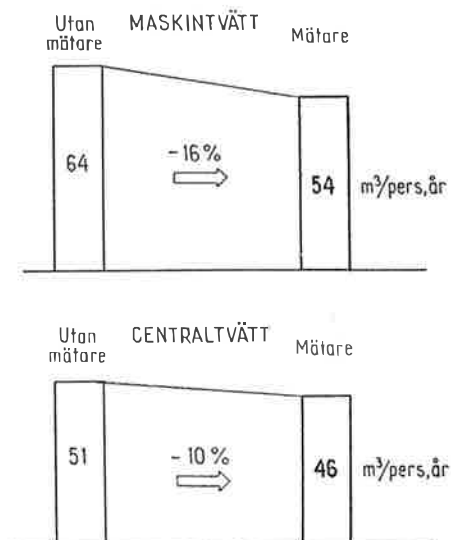 Utan mätare MASKINTVÄTT Mätare
-16%
64 54 m³/pers,år
Utan mätare CENTRALTVÄTT Mätare
-10%
51 46 m³/pers,år